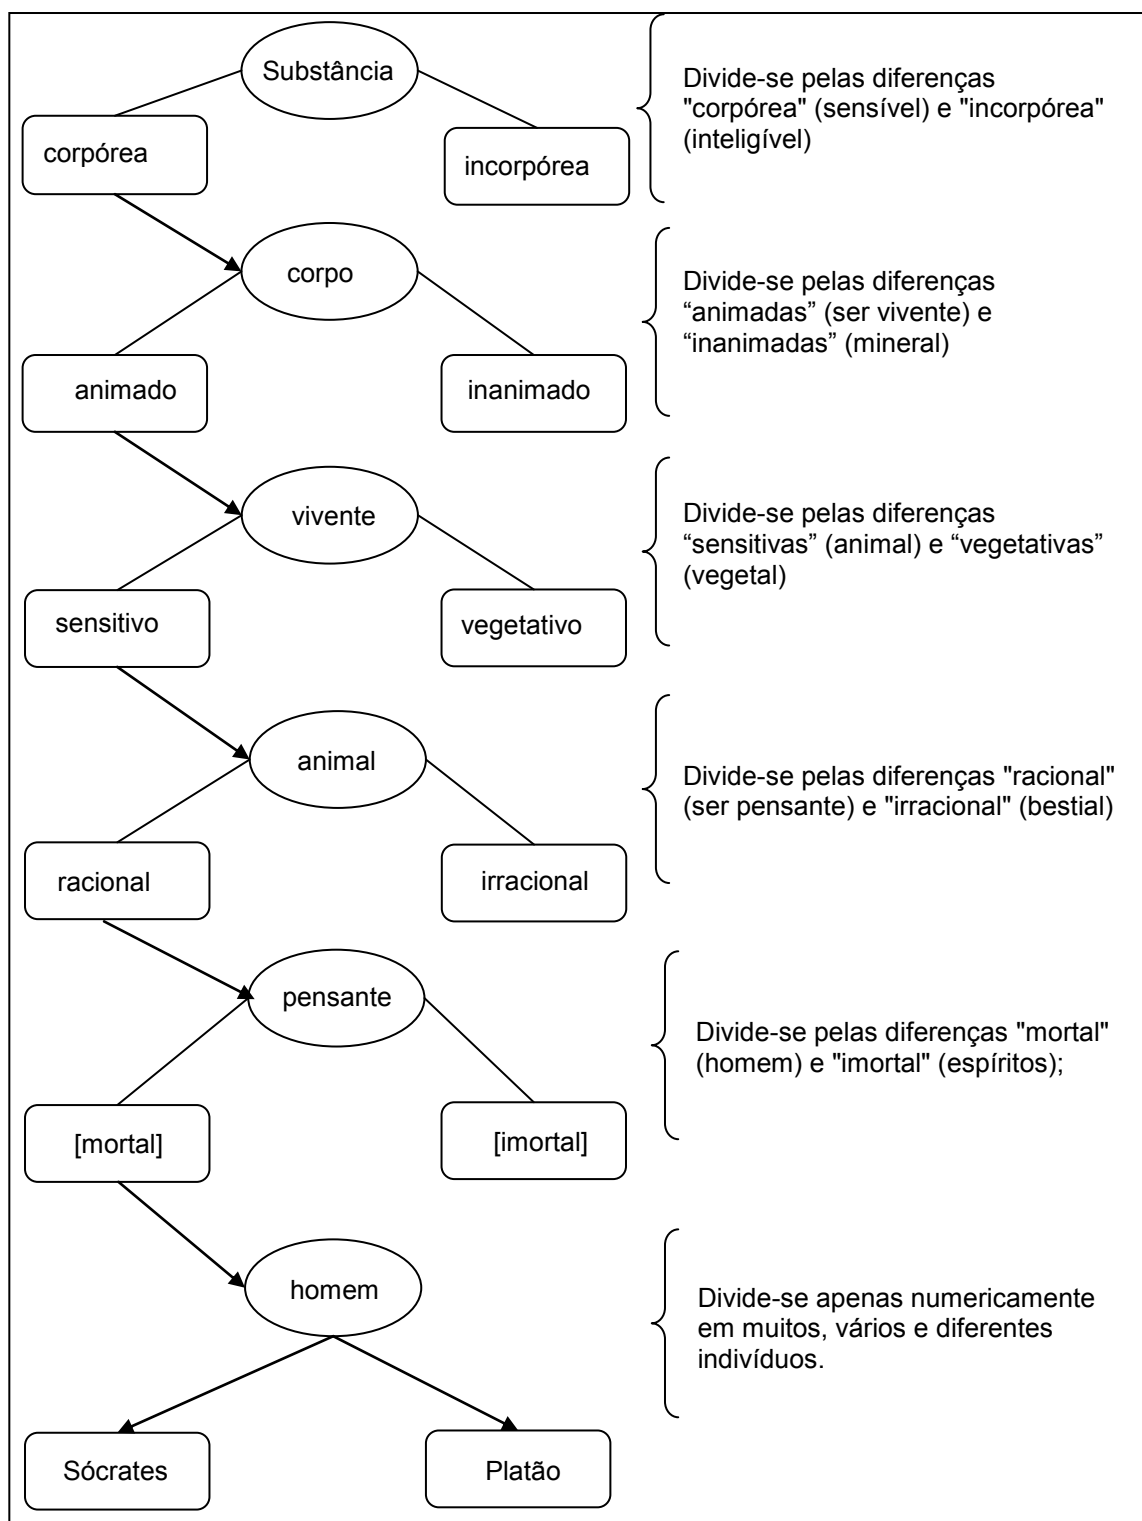 Substância
Divide-se pelas diferenças
"corpórea" (sensível) e "incorpórea"
(inteligível)
corpórea
incorpórea
corpo
Divide-se pelas diferenças
“animadas” (ser vivente) e
“inanimadas” (mineral)
animado
inanimado
vivente
Divide-se pelas diferenças
“sensitivas” (animal) e “vegetativas”
(vegetal)
sensitivo
vegetativo
animal
Divide-se pelas diferenças "racional"
(ser pensante) e "irracional" (bestial)
racional
irracional
pensante
Divide-se pelas diferenças "mortal"
(homem) e "imortal" (espíritos);
[mortal]
[imortal]
homem
Divide-se apenas numericamente
em muitos, vários e diferentes
indivíduos.
Sócrates
Platão